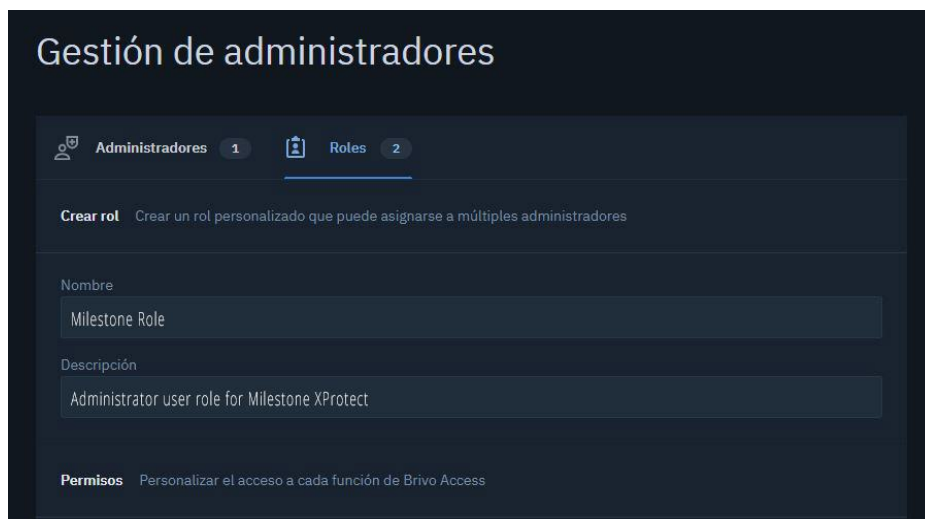 Gestión de administradores
Administradores 1 Roles 2
Crear rol Crear un rol personalizado que puede asignarse a múltiples administradores
Nombre
Milestone Role
Descripción
Administrator user role for Milestone XProtect
Permisos Personalizar el acceso a cada función de Brivo Access